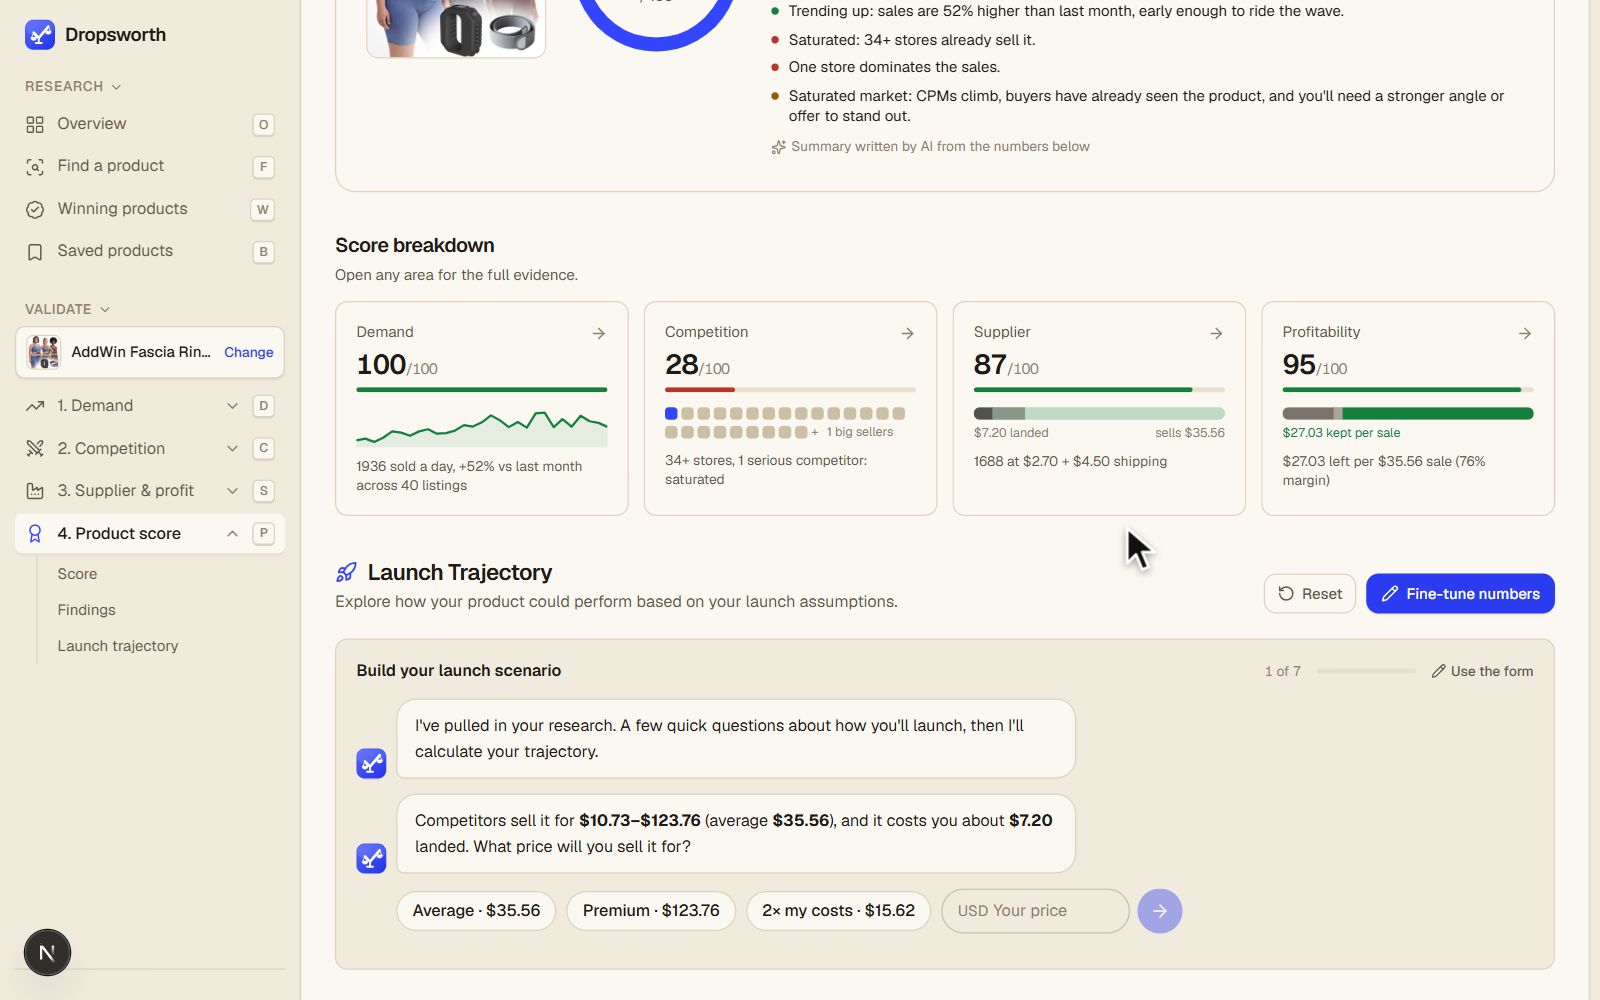 Dropsworth
RESEARCH
Overview
O
Find a product
F
Winning products
W
Saved products
B
VALIDATE
AddWin Fascia Rin...
Change
1. Demand
D
2. Competition
C
3. Supplier & profit
S
4. Product score
P
Score
Findings
Launch trajectory
N
Trending up: sales are 52% higher than last month, early enough to ride the wave.
Saturated: 34+ stores already sell it.
One store dominates the sales.
Saturated market: CPMs climb, buyers have already seen the product, and you'll need a stronger angle or
offer to stand out.
Summary written by AI from the numbers below
Score breakdown
Open any area for the full evidence.
Demand
100/100
1936 sold a day, +52% vs last month
across 40 listings
Competition
28/100
+ 1 big sellers
34+ stores, 1 serious competitor:
saturated
Supplier
87/100
$7.20 landed
sells $35.56
1688 at $2.70 + $4.50 shipping
Profitability
95/100
$27.03 kept per sale
$27.03 left per $35.56 sale (76%
margin)
Launch Trajectory
Explore how your product could perform based on your launch assumptions.
Reset
Fine-tune numbers
Build your launch scenario
1 of 7
Use the form
I've pulled in your research. A few quick questions about how you'll launch, then I'll
calculate your trajectory.
Competitors sell it for $10.73–$123.76 (average $35.56), and it costs you about $7.20
landed. What price will you sell it for?
Average · $35.56
Premium · $123.76
2× my costs · $15.62
USD Your price